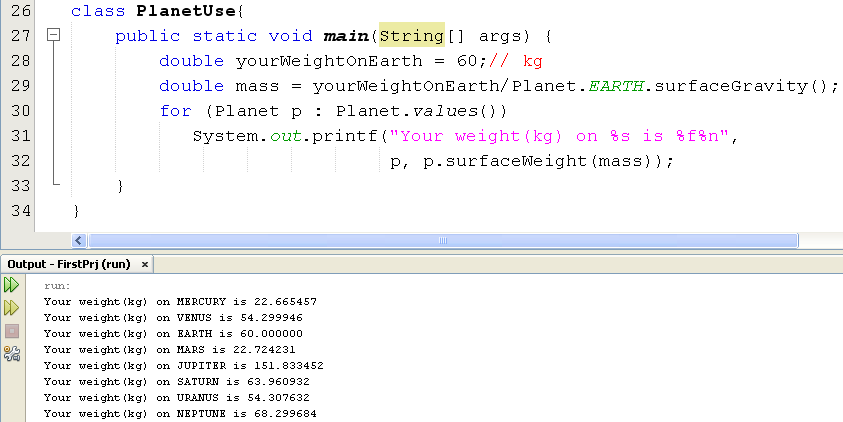 26 class PlanetUse{
27 public static void main(String[] args) {
28 double yourWeightOnEarth = 60;// kg
29 double mass = yourWeightOnEarth/Planet.EARTH.surfaceGravity();
30 for (Planet p : Planet.values())
31 System.out.printf("Your weight(kg) on %s is %f%n",
32 p, p.surfaceWeight(mass));
33 }
34 }
Output - FirstPrj (run) ×
run:
Your weight(kg) on MERCURY is 22.665457
Your weight(kg) on VENUS is 54.299946
Your weight(kg) on EARTH is 60.000000
Your weight(kg) on MARS is 22.724231
Your weight(kg) on JUPITER is 151.833452
Your weight(kg) on SATURN is 63.960932
Your weight(kg) on URANUS is 54.307632
Your weight(kg) on NEPTUNE is 68.299684